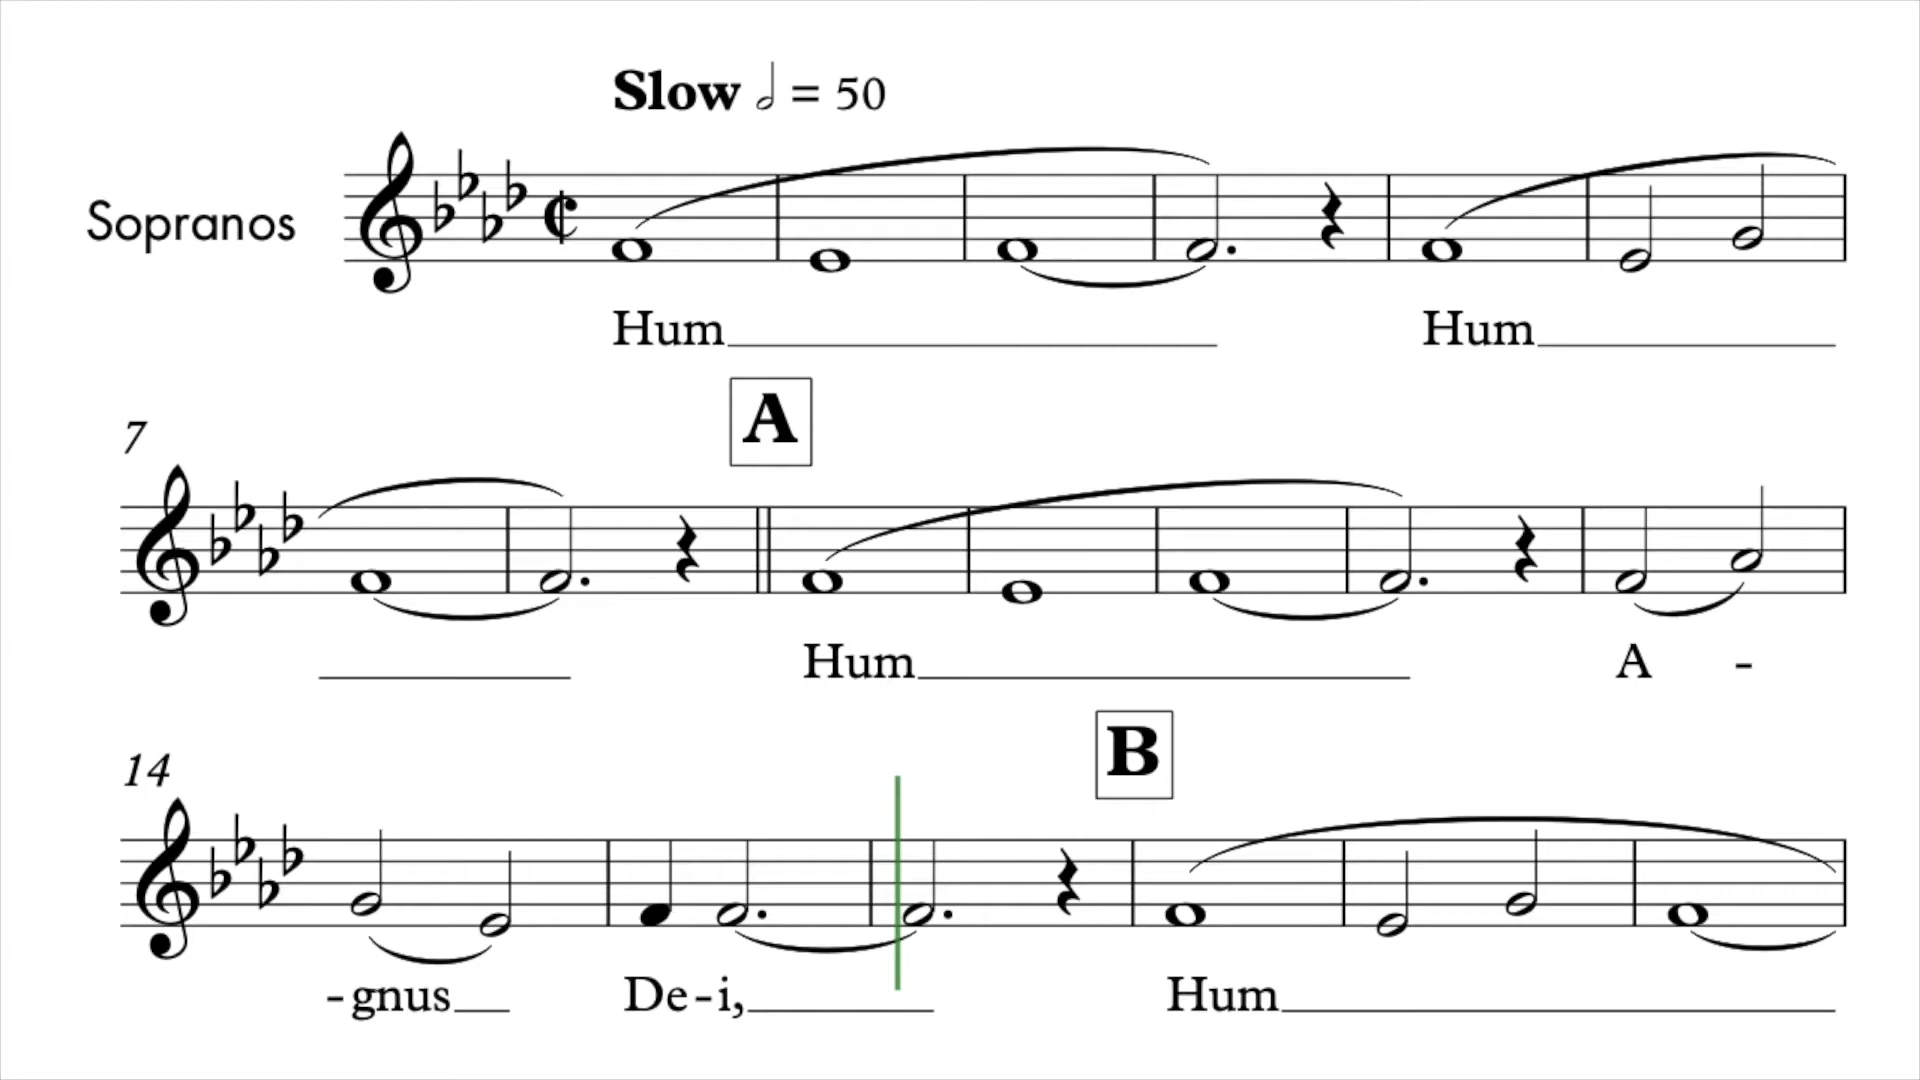 Slow = 50
Sopranos
Hum Hum
A
7
Hum A -
B
14
-gnus De-i, Hum